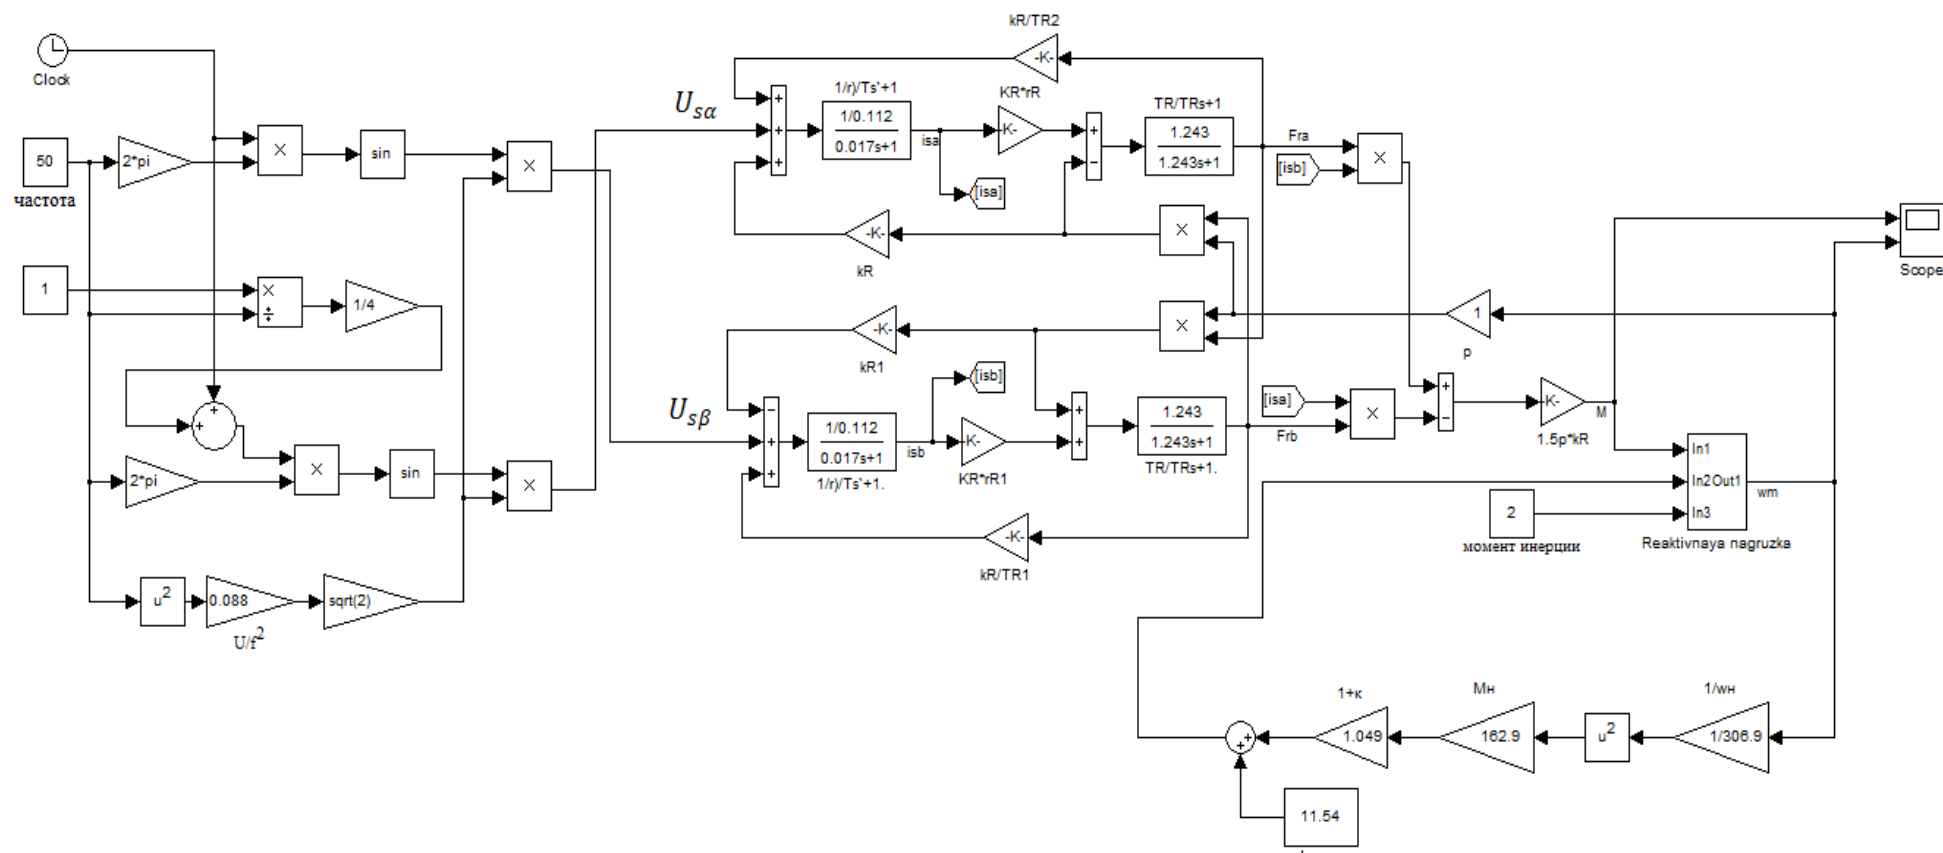 kR/TR2
-K-
Clock
1/r)/Ts'+1
KR*rR
TR/TRs+1
U_sα
+
+
+
1/0.112
0.017s+1
K-
+
−
1.243
1.243s+1
50
2*pi
×
sin
×
isa
Fra
×
[isb]
частота
[isa]
-K-
×
kR
Scope
1
×
÷
1/4
-K-
×
1
kR1
p
[isb]
U_sβ
−
+
+
1/0.112
0.017s+1
K-
+
+
1.243
1.243s+1
[isa]
×
+
−
K-
M
+
+
isb
Frb
1.5p*kR
2*pi
×
sin
×
1/r)/Ts'+1.
KR*rR1
TR/TRs+1.
In1
In2Out1
In3
wm
2
-K-
момент инерции
Reaktivnaya nagruzka
kR/TR1
u²
0.088
sqrt(2)
U/f²
1+к
Мн
1/wн
+
+
1.049
162.9
u²
1/306.9
11.54